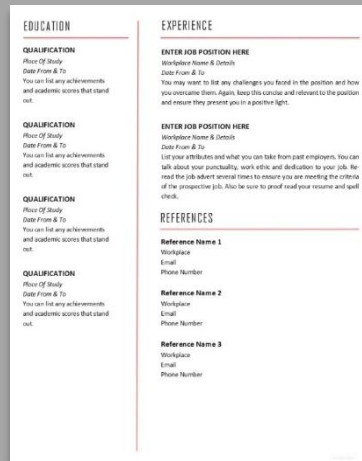 EDUCATION
QUALIFICATION
Place Of Study
Date From & To
You can list any achievements
and academic scores that stand
out.
QUALIFICATION
Place Of Study
Date From & To
You can list any achievements
and academic scores that stand
out.
QUALIFICATION
Place Of Study
Date From & To
You can list any achievements
and academic scores that stand
out.
QUALIFICATION
Place Of Study
Date From & To
You can list any achievements
and academic scores that stand
out.
EXPERIENCE
ENTER JOB POSITION HERE
Workplace Name & Details
Date From & To
You may want to list any challenges you faced in the position and how
you overcame them. Again, keep this concise and relevant to the position
and ensure they present you in a positive light.
ENTER JOB POSITION HERE
Workplace Name & Details
Date From & To
List your attributes and what you can take from past employers. You can
talk about your punctuality, work ethic and dedication to your job. Re-
read the job advert several times to ensure you are meeting the criteria
of the prospective job. Also be sure to proof read your resume and spell
check.
REFERENCES
Reference Name 1
Workplace
Email
Phone Number
Reference Name 2
Workplace
Email
Phone Number
Reference Name 3
Workplace
Email
Phone Number